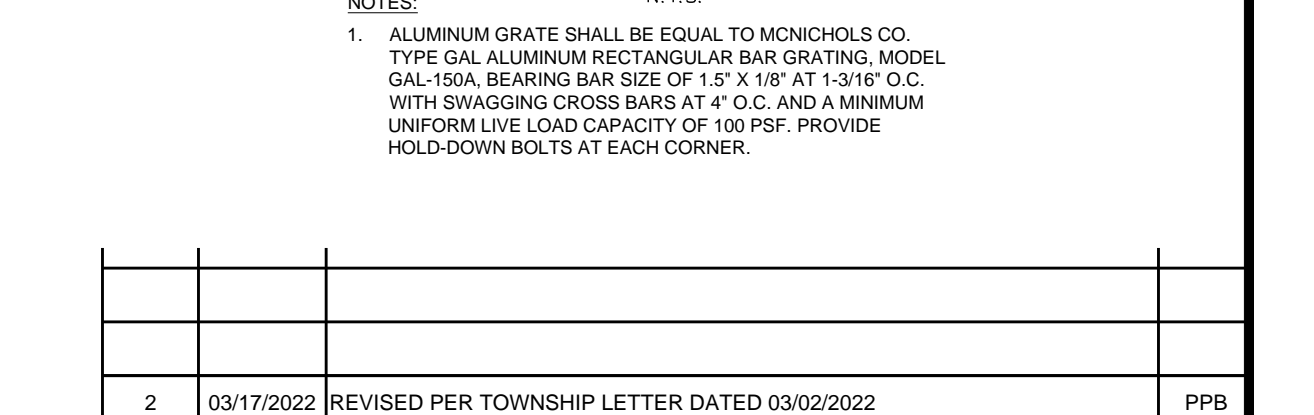 NOTES:
N.T.S.
1. ALUMINUM GRATE SHALL BE EQUAL TO MCNICHOLS CO.
TYPE GAL ALUMINUM RECTANGULAR BAR GRATING, MODEL
GAL-150A, BEARING BAR SIZE OF 1.5" X 1/8" AT 1-3/16" O.C.
WITH SWAGGING CROSS BARS AT 4" O.C. AND A MINIMUM
UNIFORM LIVE LOAD CAPACITY OF 100 PSF. PROVIDE
HOLD-DOWN BOLTS AT EACH CORNER.
2 03/17/2022 REVISED PER TOWNSHIP LETTER DATED 03/02/2022 PPB